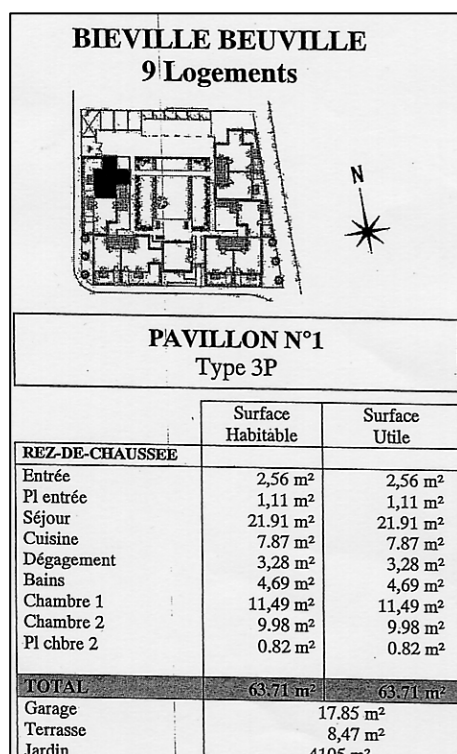 BIEVILLE BEUVILLE
9 Logements
N
PAVILLON N°1
Type 3P
Surface Habitable Surface Utile
REZ-DE-CHAUSSEE
Entrée 2,56 m² 2,56 m²
Pl entrée 1,11 m² 1,11 m²
Séjour 21.91 m² 21.91 m²
Cuisine 7.87 m² 7.87 m²
Dégagement 3,28 m² 3,28 m²
Bains 4,69 m² 4,69 m²
Chambre 1 11,49 m² 11,49 m²
Chambre 2 9.98 m² 9.98 m²
Pl chbre 2 0.82 m² 0.82 m²
TOTAL 63.71 m² 63.71 m²
Garage 17.85 m²
Terrasse 8,47 m²
Jardin